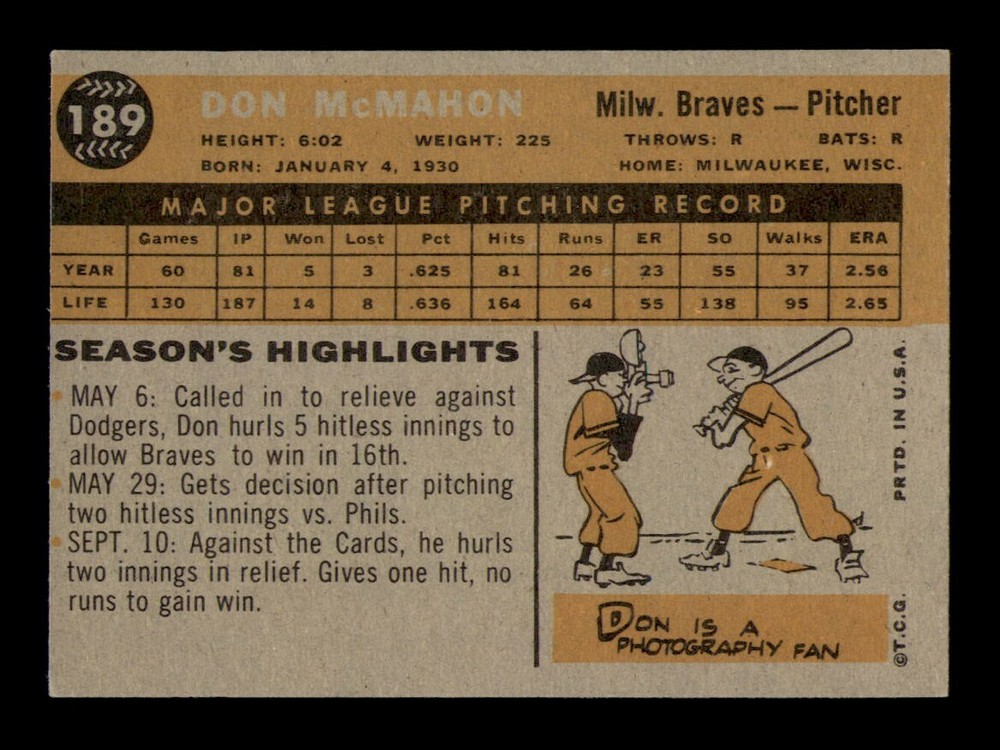 189
DON McMAHON
Milw. Braves — Pitcher
HEIGHT: 6:02 WEIGHT: 225 THROWS: R BATS: R
BORN: JANUARY 4, 1930 HOME: MILWAUKEE, WISC.
MAJOR LEAGUE PITCHING RECORD
Games IP Won Lost Pct Hits Runs ER SO Walks ERA
YEAR 60 81 5 3 .625 81 26 23 55 37 2.56
LIFE 130 187 14 8 .636 164 64 55 138 95 2.65
SEASON'S HIGHLIGHTS
• MAY 6: Called in to relieve against
Dodgers, Don hurls 5 hitless innings to
allow Braves to win in 16th.
• MAY 29: Gets decision after pitching
two hitless innings vs. Phils.
• SEPT. 10: Against the Cards, he hurls
two innings in relief. Gives one hit, no
runs to gain win.
DON IS A
PHOTOGRAPHY FAN
©T.C.G. PRTD. IN U.S.A.